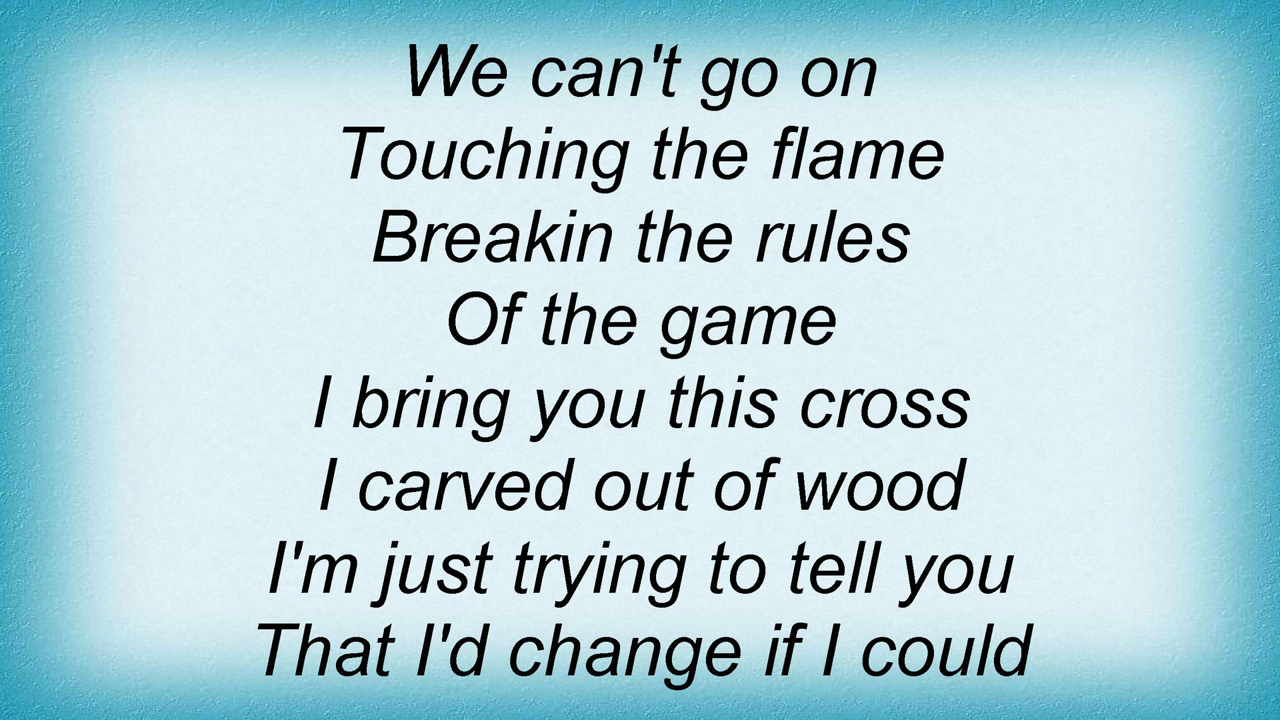 We can't go on
Touching the flame
Breakin the rules
Of the game
I bring you this cross
I carved out of wood
I'm just trying to tell you
That I'd change if I could